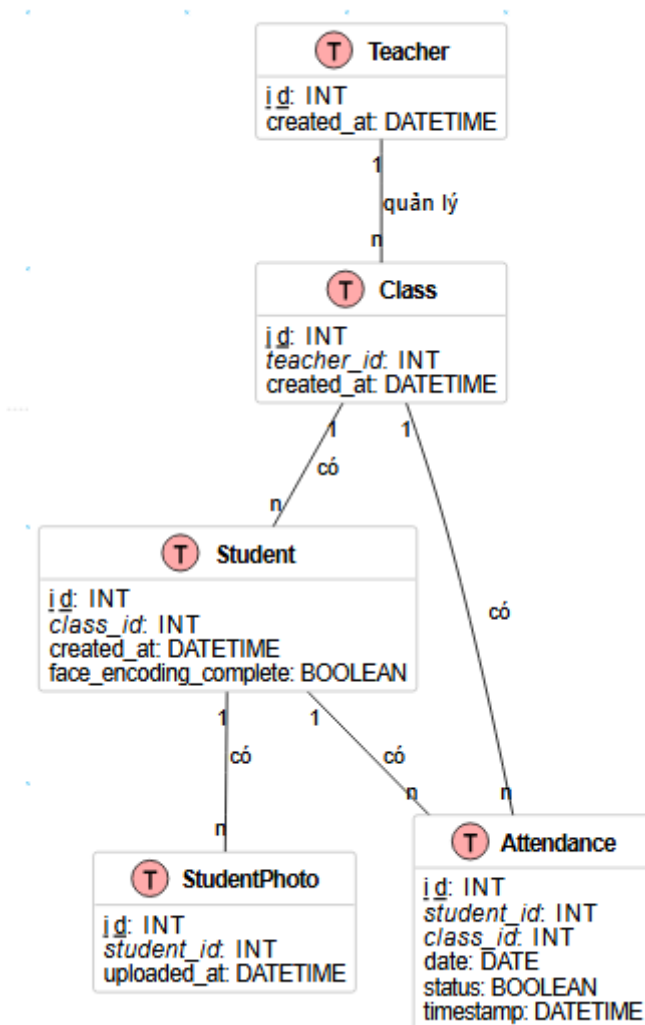 T Teacher
id: INT
created_at: DATETIME
1
quản lý
n
T Class
id: INT
teacher_id: INT
created_at: DATETIME
1 1
có
n
T Student
id: INT
class_id: INT
created_at: DATETIME
face_encoding_complete: BOOLEAN
có
1 1
có có
n n
n
T StudentPhoto
id: INT
student_id: INT
uploaded_at: DATETIME
T Attendance
id: INT
student_id: INT
class_id: INT
date: DATE
status: BOOLEAN
timestamp: DATETIME